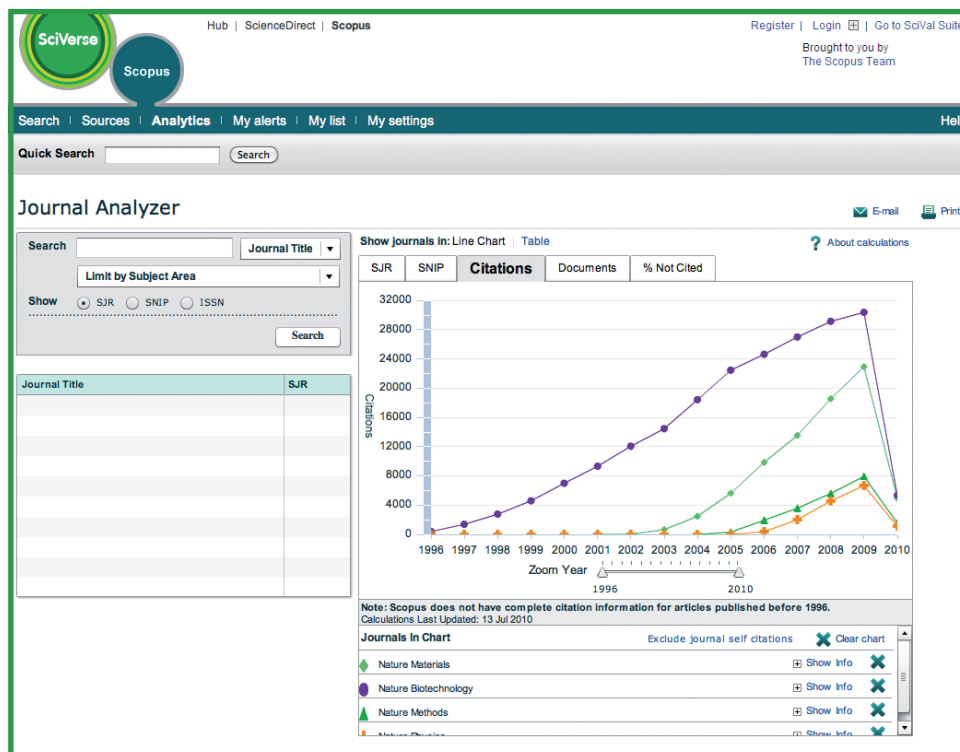 SciVerse
Scopus
Hub | ScienceDirect | Scopus
Register | Login | Go to SciVal Suite
Brought to you by
The Scopus Team
Search | Sources | Analytics | My alerts | My list | My settings
Hel
Quick Search Search
Journal Analyzer
E-mail Print
Search Journal Title
Limit by Subject Area
Show SJR SNIP ISSN
Search
Journal Title SJR
Show journals in: Line Chart | Table
? About calculations
SJR SNIP Citations Documents % Not Cited
32000
28000
24000
20000
16000
12000
8000
4000
0
Citations
1996 1997 1998 1999 2000 2001 2002 2003 2004 2005 2006 2007 2008 2009 2010
Zoom Year
1996 2010
Note: Scopus does not have complete citation information for articles published before 1996.
Calculations Last Updated: 13 Jul 2010
Journals In Chart Exclude journal self citations Clear chart
Nature Materials Show Info
Nature Biotechnology Show Info
Nature Methods Show Info
Nature Physics Show Info